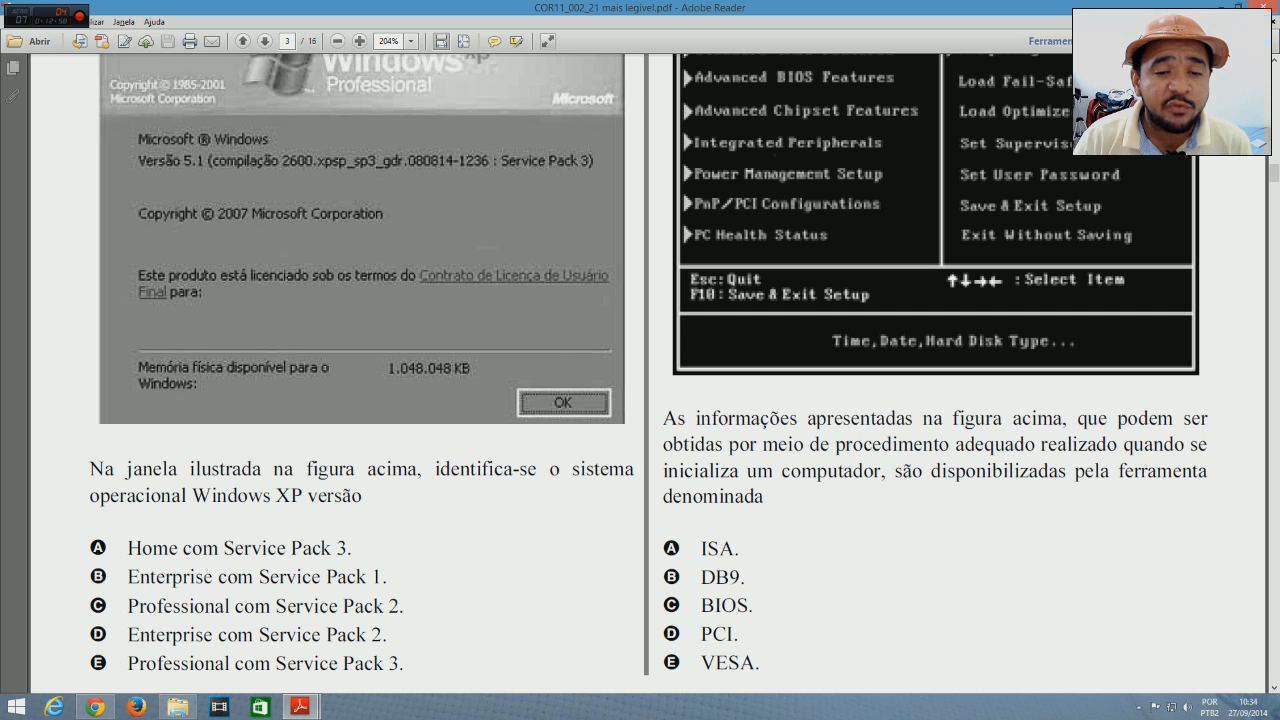 COR11_002_21 mais legivel.pdf - Adobe Reader
07
04
0:12:58
Janela
Ajuda
Abrir
3
/ 16
204%
Ferramen
Copyright © 1985-2001
Microsoft Corporation
Windows xp
Professional
Microsoft
Microsoft ® Windows
Versão 5.1 (compilação 2600.xpsp_sp3_gdr.080814-1236 : Service Pack 3)
Copyright © 2007 Microsoft Corporation
Este produto está licenciado sob os termos do Contrato de Licença de Usuário
Final para:
Memória física disponível para o
Windows:
1.048.048 KB
OK
Na janela ilustrada na figura acima, identifica-se o sistema
operacional Windows XP versão
A Home com Service Pack 3.
B Enterprise com Service Pack 1.
C Professional com Service Pack 2.
D Enterprise com Service Pack 2.
E Professional com Service Pack 3.
Advanced BIOS Features
Advanced Chipset Features
Integrated Peripherals
Power Management Setup
PnP/PCI Configurations
PC Health Status
Load Fail-Saf
Load Optimize
Set Supervis
Set User Password
Save & Exit Setup
Exit Without Saving
Esc:Quit
F10:Save & Exit Setup
↑↓→← :Select Item
Time,Date,Hard Disk Type...
As informações apresentadas na figura acima, que podem ser
obtidas por meio de procedimento adequado realizado quando se
inicializa um computador, são disponibilizadas pela ferramenta
denominada
A ISA.
B DB9.
C BIOS.
D PCI.
E VESA.
POR
PTB2
10:34
27/09/2014